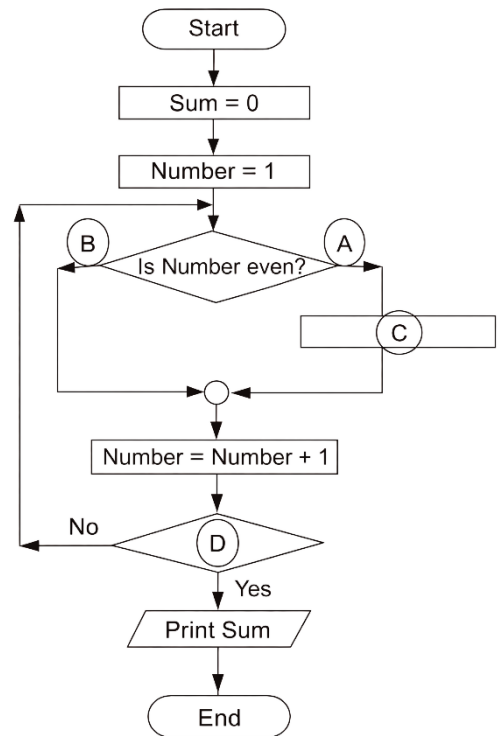 Start
Sum = 0
Number = 1
B
A
Is Number even?
C
Number = Number + 1
No
D
Yes
Print Sum
End